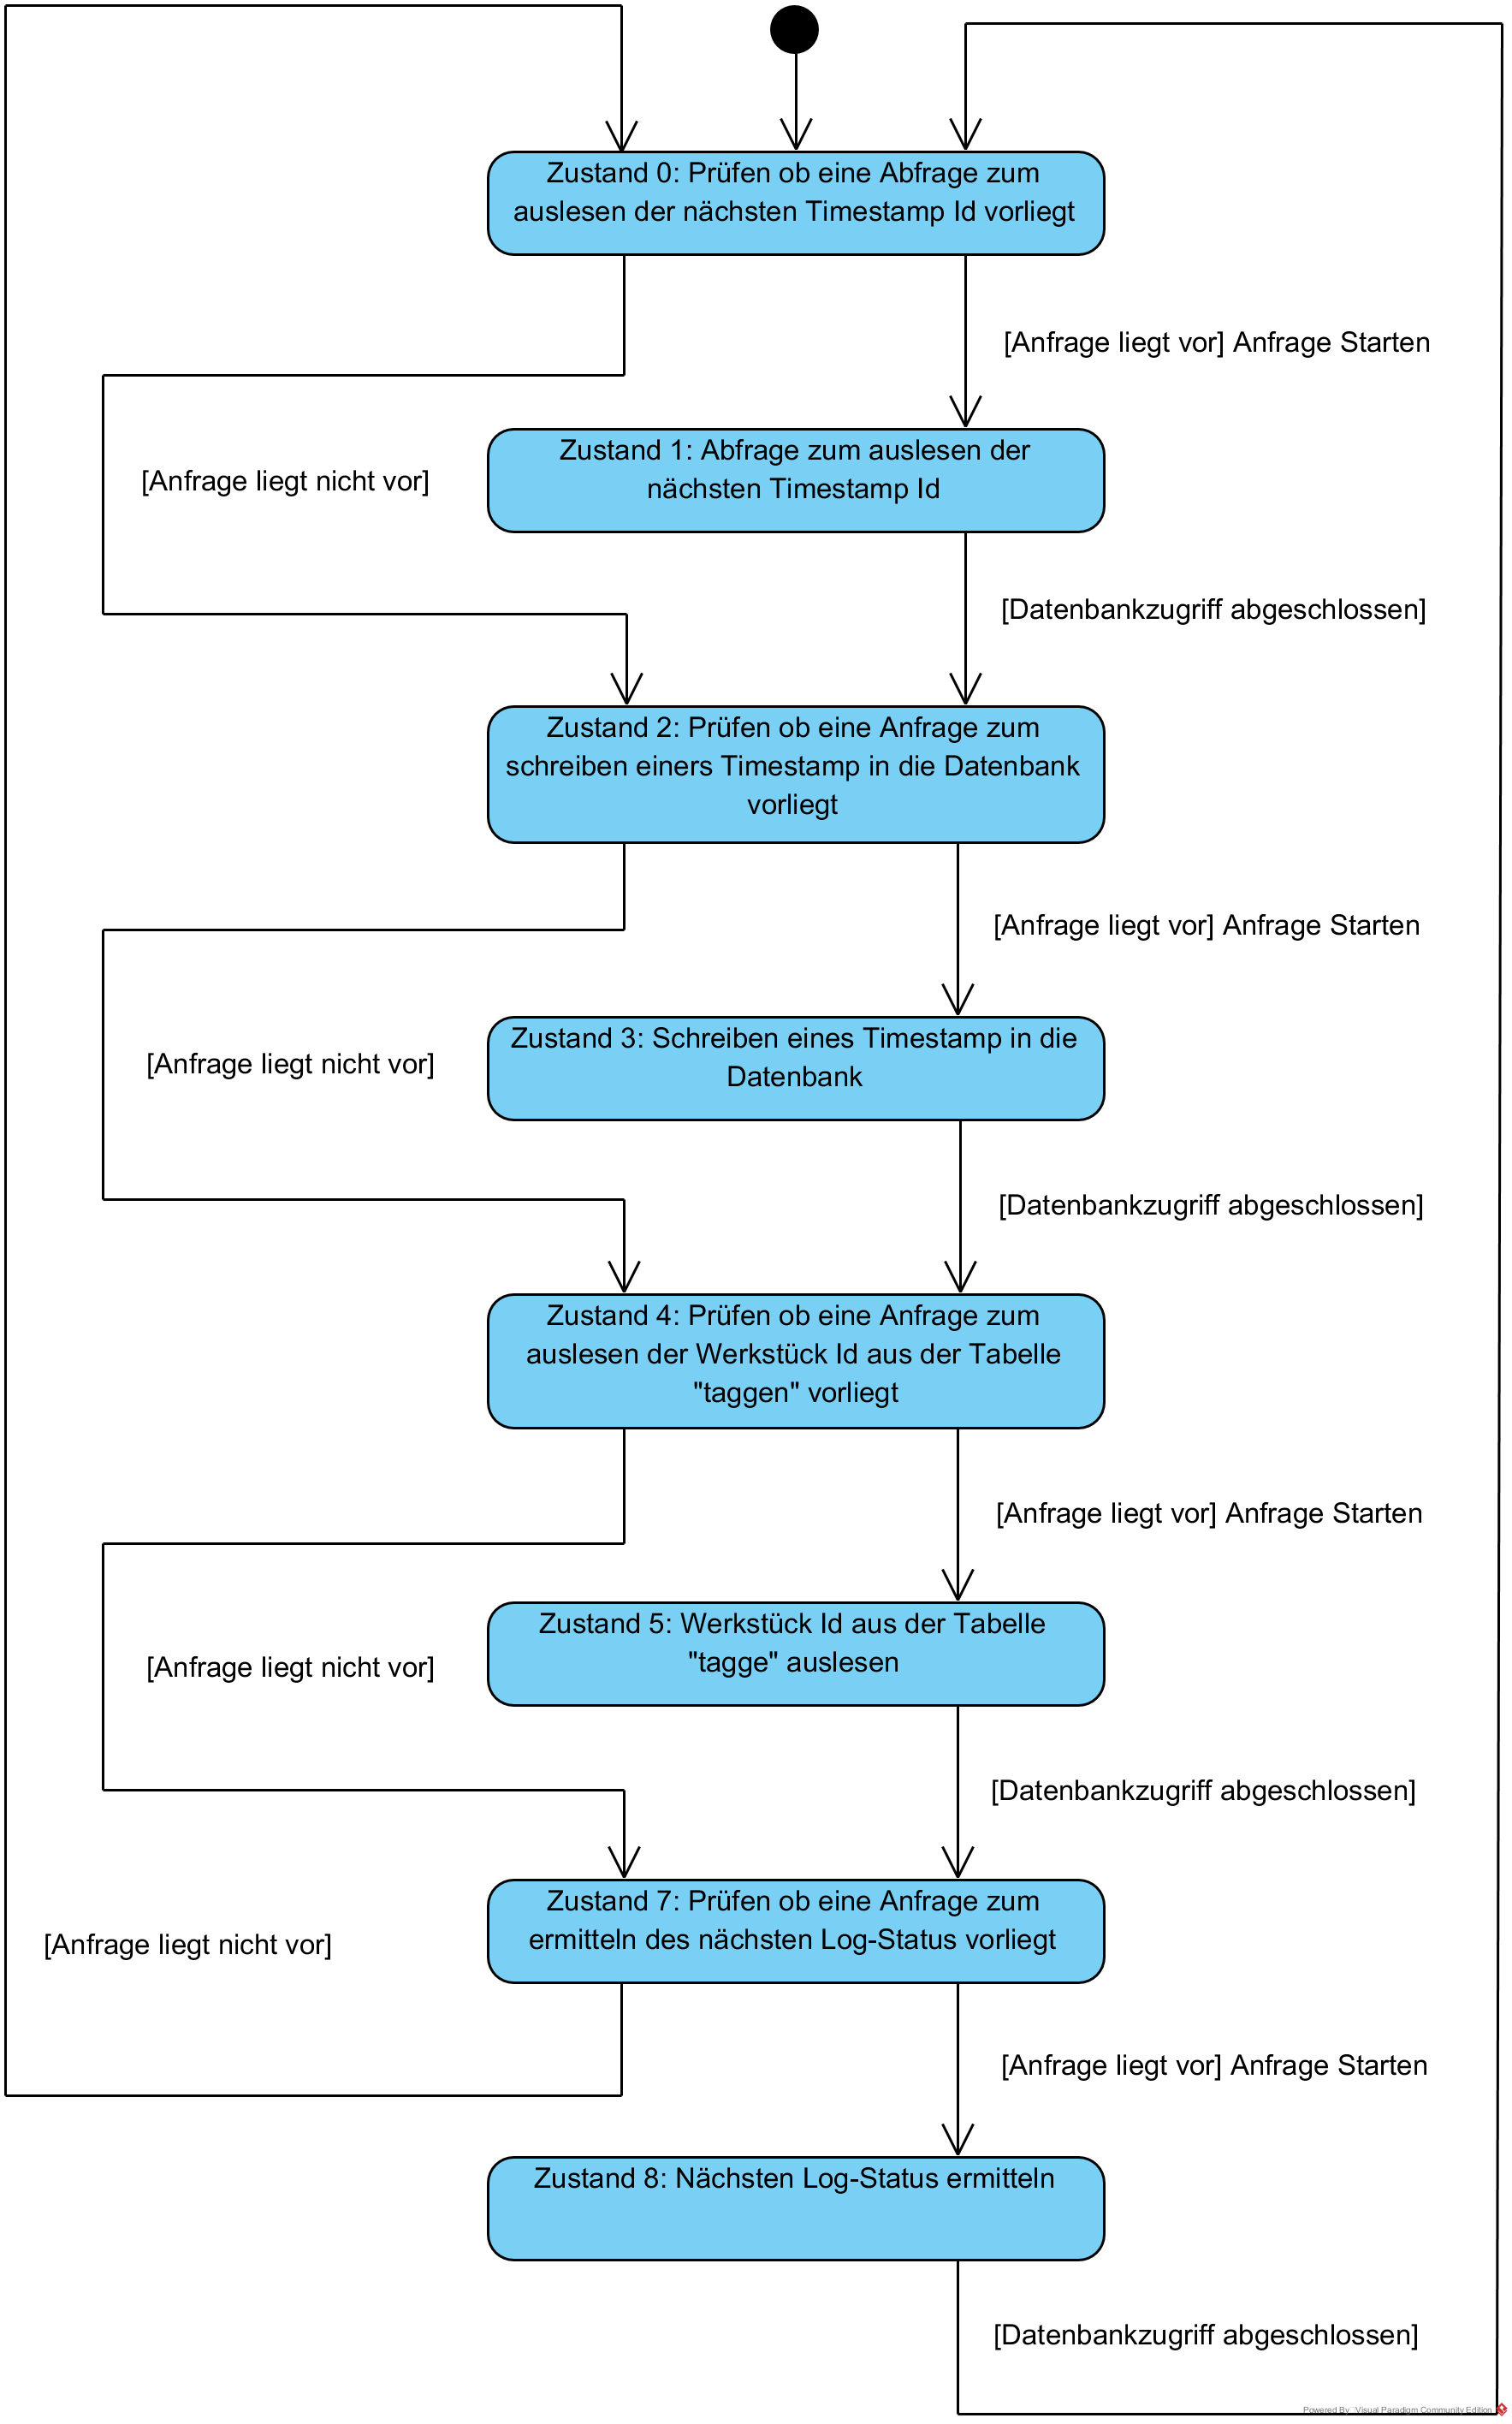 Zustand 0: Prüfen ob eine Abfrage zum
auslesen der nächsten Timestamp Id vorliegt
[Anfrage liegt vor] Anfrage Starten
Zustand 1: Abfrage zum auslesen der
nächsten Timestamp Id
[Anfrage liegt nicht vor]
[Datenbankzugriff abgeschlossen]
Zustand 2: Prüfen ob eine Anfrage zum
schreiben einers Timestamp in die Datenbank
vorliegt
[Anfrage liegt vor] Anfrage Starten
Zustand 3: Schreiben eines Timestamp in die
Datenbank
[Anfrage liegt nicht vor]
[Datenbankzugriff abgeschlossen]
Zustand 4: Prüfen ob eine Anfrage zum
auslesen der Werkstück Id aus der Tabelle
"taggen" vorliegt
[Anfrage liegt vor] Anfrage Starten
Zustand 5: Werkstück Id aus der Tabelle
"tagge" auslesen
[Anfrage liegt nicht vor]
[Datenbankzugriff abgeschlossen]
Zustand 7: Prüfen ob eine Anfrage zum
ermitteln des nächsten Log-Status vorliegt
[Anfrage liegt nicht vor]
[Anfrage liegt vor] Anfrage Starten
Zustand 8: Nächsten Log-Status ermitteln
[Datenbankzugriff abgeschlossen]
Powered By Visual Paradigm Community Edition